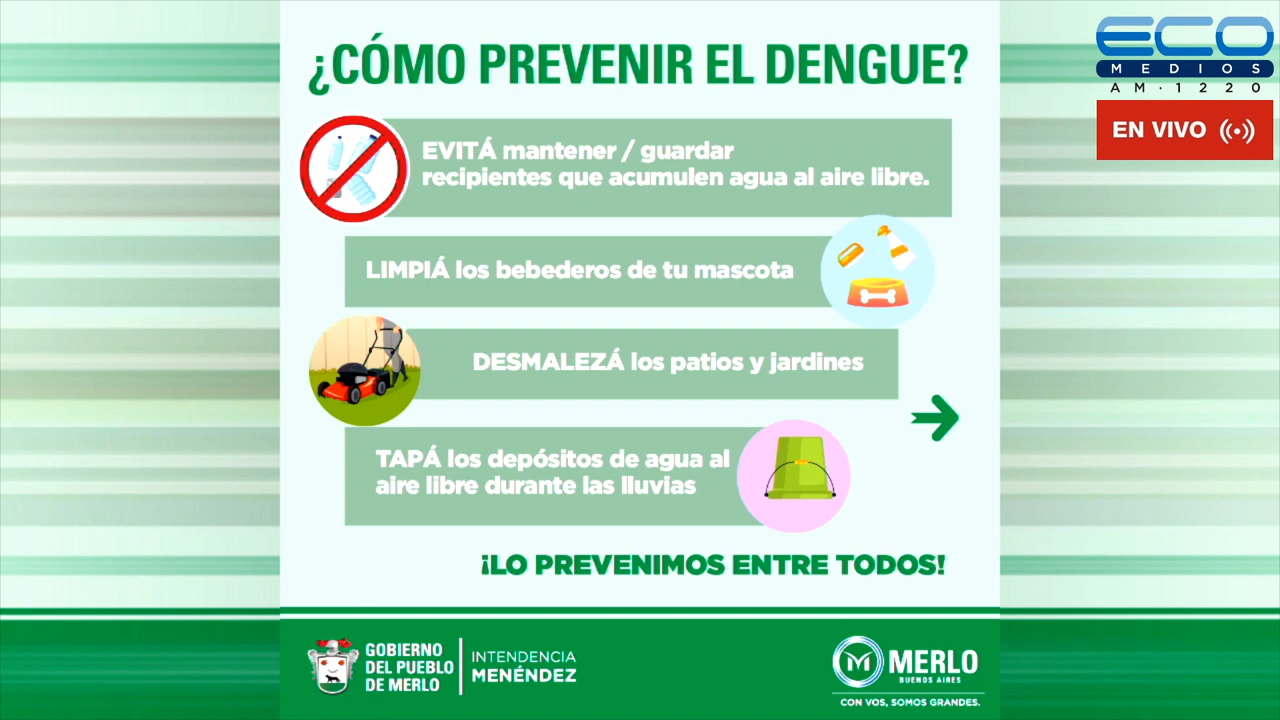 ¿CÓMO PREVENIR EL DENGUE?
ECO
MEDIOS
AM·1220
EN VIVO
EVITÁ mantener / guardar
recipientes que acumulen agua al aire libre.
LIMPIÁ los bebederos de tu mascota
DESMALEZÁ los patios y jardines
TAPÁ los depósitos de agua al
aire libre durante las lluvias
¡LO PREVENIMOS ENTRE TODOS!
GOBIERNO
DEL PUEBLO
DE MERLO
INTENDENCIA
MENÉNDEZ
MERLO
BUENOS AIRES
CON VOS, SOMOS GRANDES.